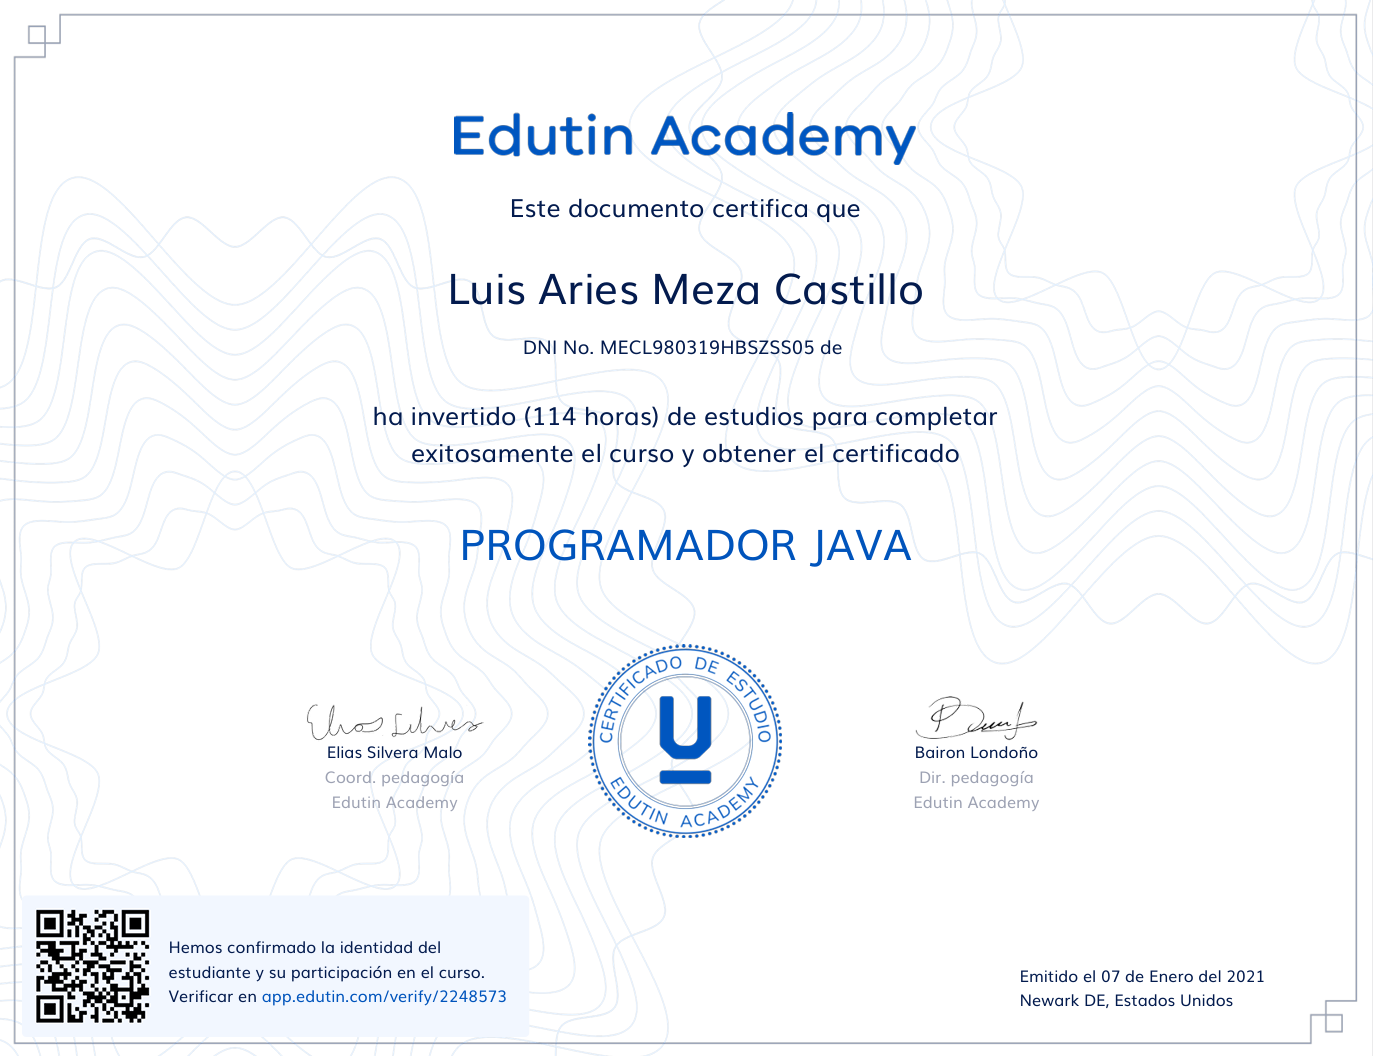 Edutin Academy
Este documento certifica que
Luis Aries Meza Castillo
DNI No. MECL980319HBSZSS05 de
ha invertido (114 horas) de estudios para completar
exitosamente el curso y obtener el certificado
PROGRAMADOR JAVA
CERTIFICADO DE ESTUDIO
EDUTIN ACADEMY
Elias Silvera Malo
Coord. pedagogía
Edutin Academy
Bairon Londoño
Dir. pedagogía
Edutin Academy
Hemos confirmado la identidad del
estudiante y su participación en el curso.
Verificar en app.edutin.com/verify/2248573
Emitido el 07 de Enero del 2021
Newark DE, Estados Unidos